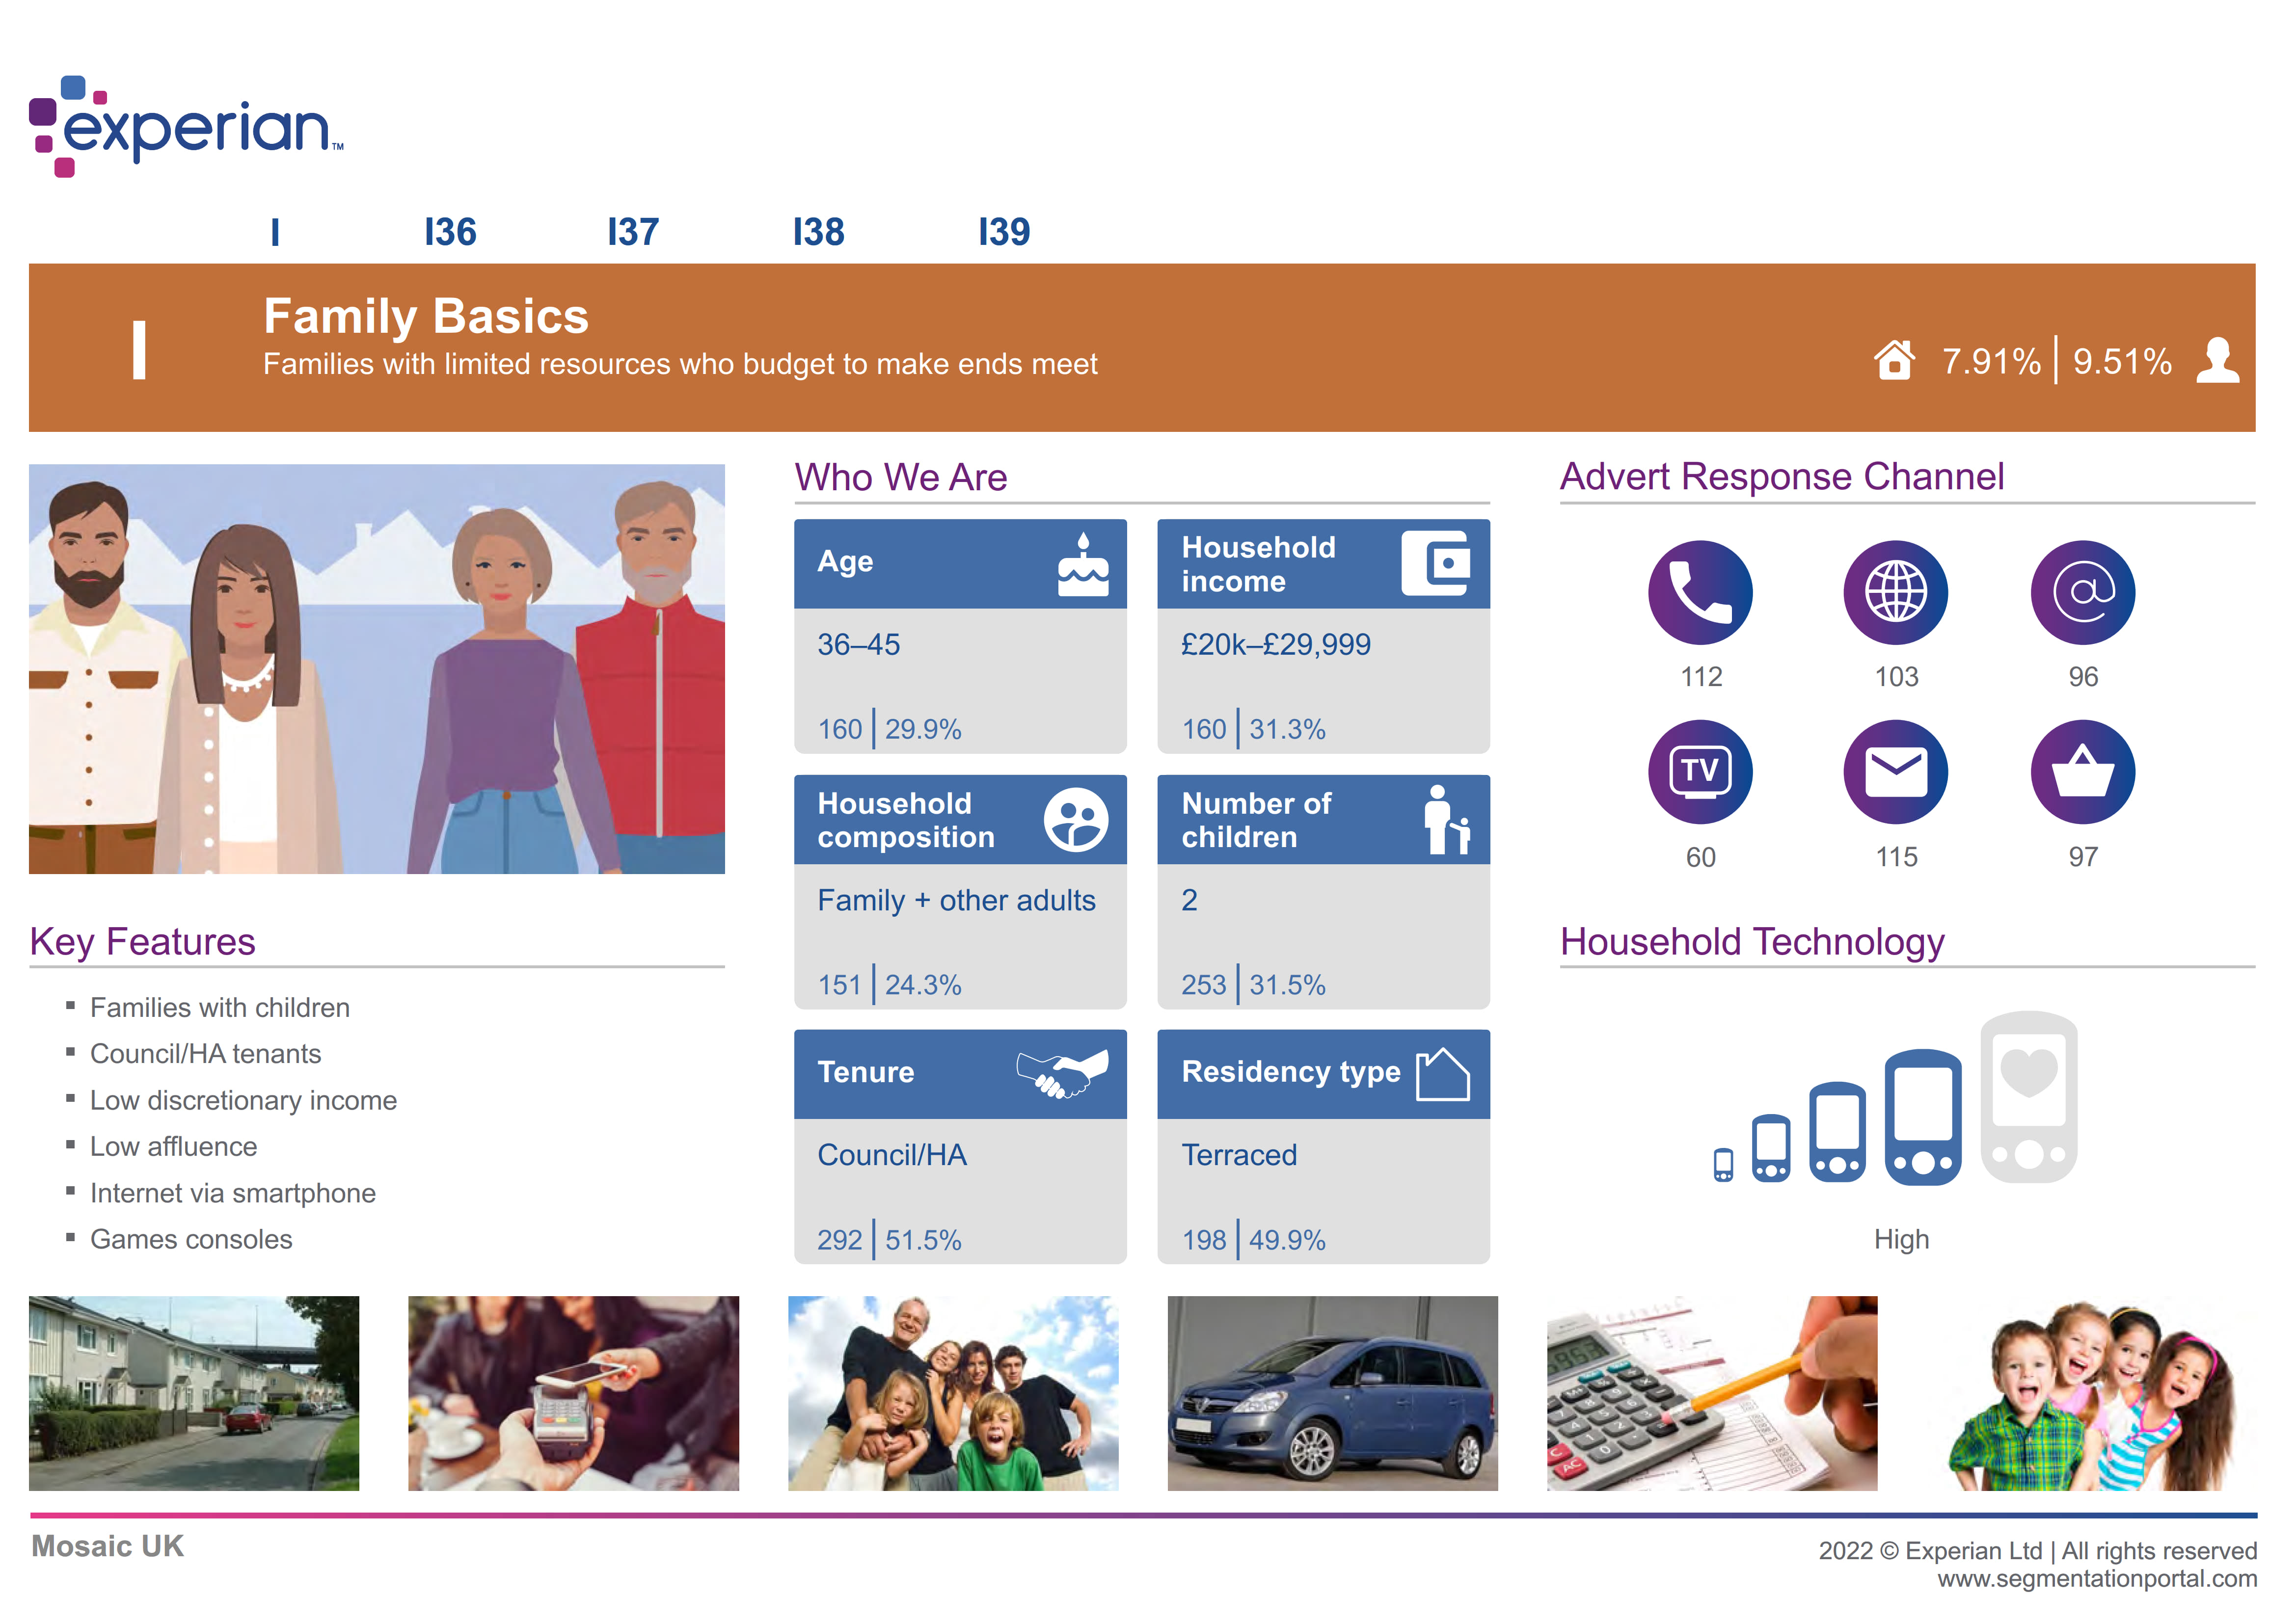 experian™
I I36 I37 I38 I39
I
Family Basics
Families with limited resources who budget to make ends meet
7.91% | 9.51%
Who We Are
Age
36–45
160 | 29.9%
Household
income
£20k–£29,999
160 | 31.3%
Household
composition
Family + other adults
151 | 24.3%
Number of
children
2
253 | 31.5%
Tenure
Council/HA
292 | 51.5%
Residency type
Terraced
198 | 49.9%
Advert Response Channel
112 103 96
TV
60 115 97
Key Features
▪ Families with children
▪ Council/HA tenants
▪ Low discretionary income
▪ Low affluence
▪ Internet via smartphone
▪ Games consoles
Household Technology
High
Mosaic UK
2022 © Experian Ltd | All rights reserved
www.segmentationportal.com